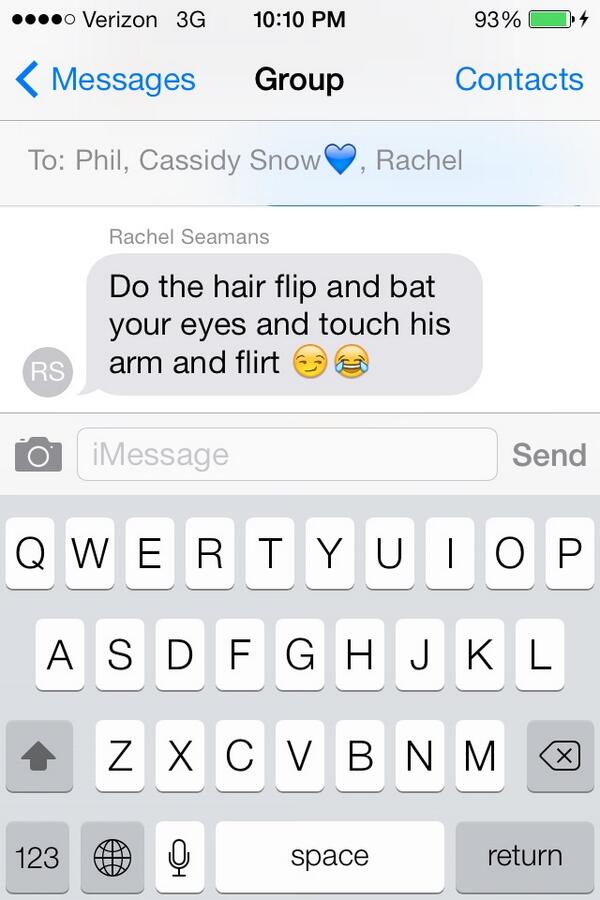 Verizon 3G 10:10 PM 93%
Messages Group Contacts
To: Phil, Cassidy Snow💙, Rachel
Rachel Seamans
Do the hair flip and bat
your eyes and touch his
arm and flirt 😏😂
RS
iMessage Send
Q W E R T Y U I O P
A S D F G H J K L
Z X C V B N M
123 space return